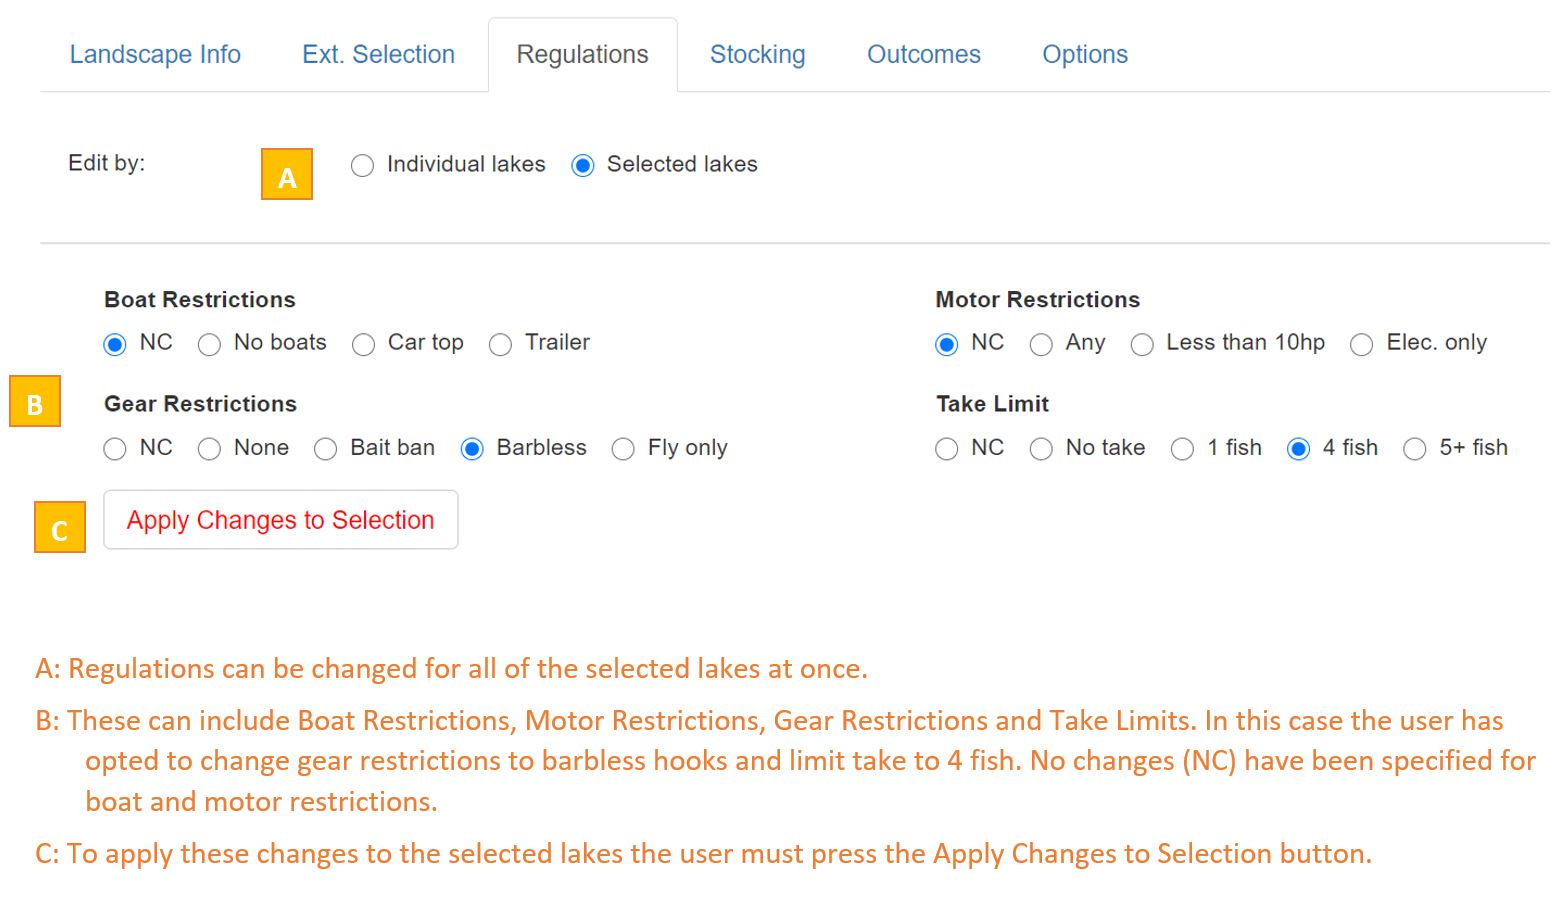 Landscape Info Ext. Selection Regulations Stocking Outcomes Options
Edit by: A Individual lakes Selected lakes
Boat Restrictions Motor Restrictions
NC No boats Car top Trailer NC Any Less than 10hp Elec. only
B
Gear Restrictions Take Limit
NC None Bait ban Barbless Fly only NC No take 1 fish 4 fish 5+ fish
C Apply Changes to Selection
A: Regulations can be changed for all of the selected lakes at once.
B: These can include Boat Restrictions, Motor Restrictions, Gear Restrictions and Take Limits. In this case the user has
opted to change gear restrictions to barbless hooks and limit take to 4 fish. No changes (NC) have been specified for
boat and motor restrictions.
C: To apply these changes to the selected lakes the user must press the Apply Changes to Selection button.